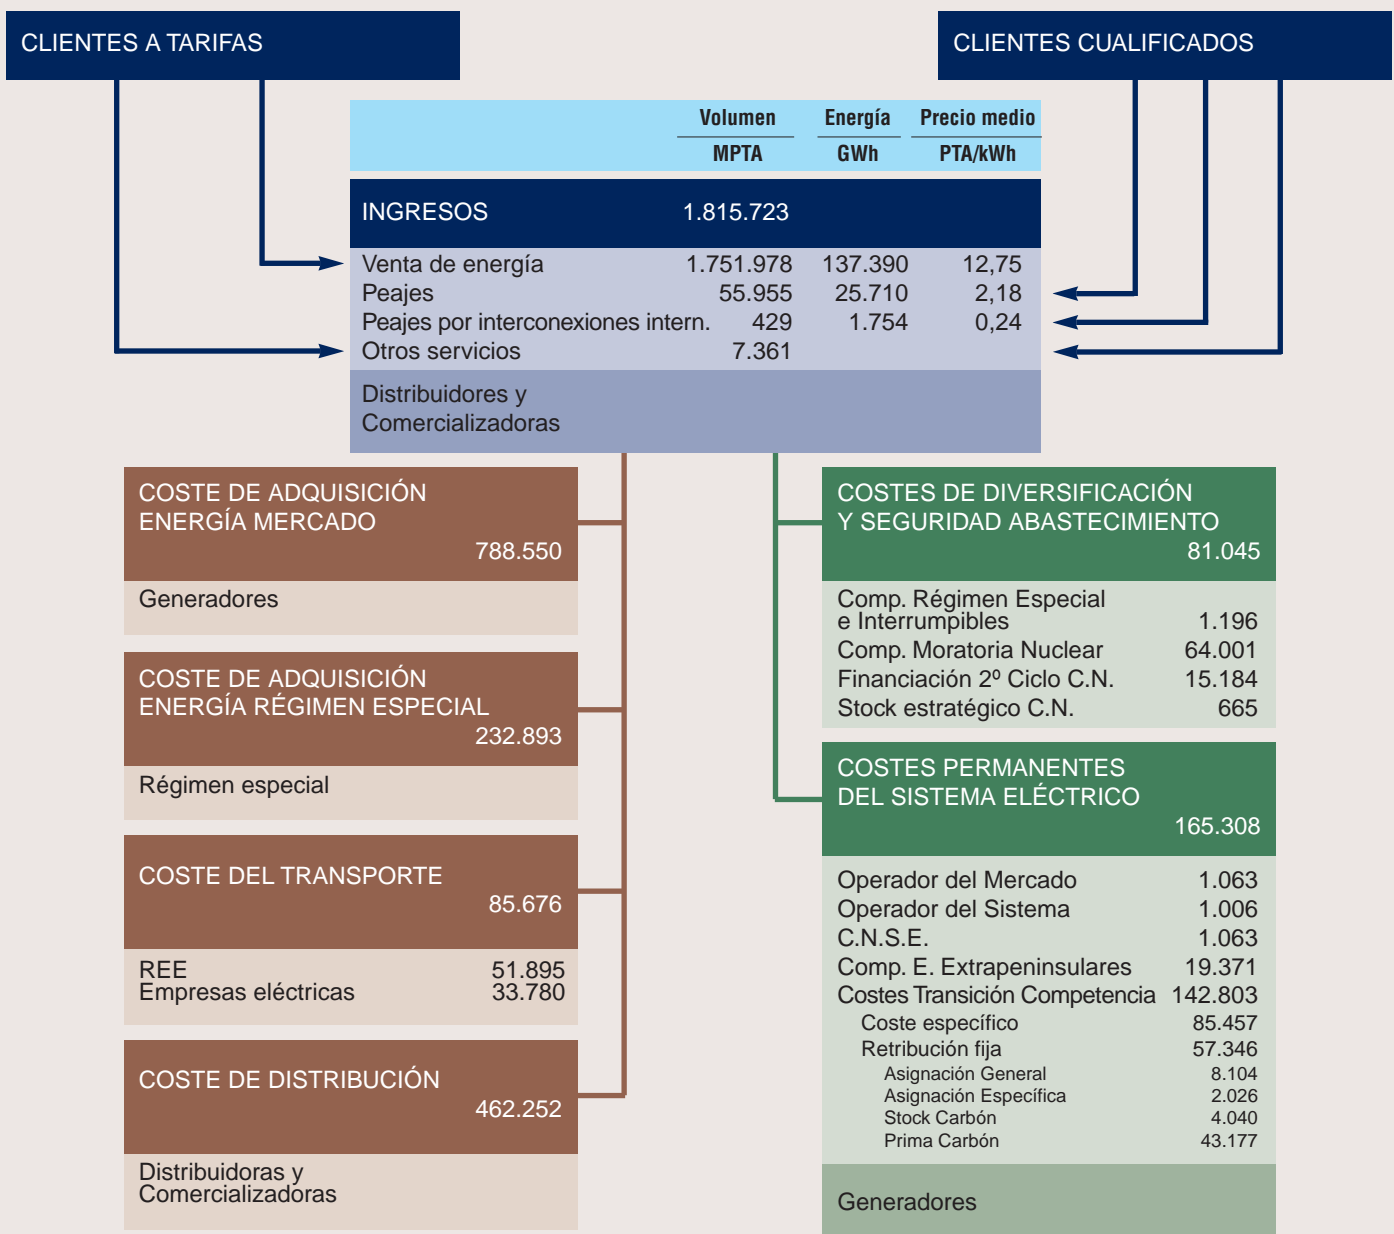 CLIENTES A TARIFAS
CLIENTES CUALIFICADOS
Volumen Energía Precio medio
MPTA GWh PTA/kWh
INGRESOS 1.815.723
Venta de energía 1.751.978 137.390 12,75
Peajes 55.955 25.710 2,18
Peajes por interconexiones intern. 429 1.754 0,24
Otros servicios 7.361
Distribuidores y
Comercializadoras
COSTE DE ADQUISICIÓN
ENERGÍA MERCADO
788.550
Generadores
COSTE DE ADQUISICIÓN
ENERGÍA RÉGIMEN ESPECIAL
232.893
Régimen especial
COSTE DEL TRANSPORTE
85.676
REE 51.895
Empresas eléctricas 33.780
COSTE DE DISTRIBUCIÓN
462.252
Distribuidoras y
Comercializadoras
COSTES DE DIVERSIFICACIÓN
Y SEGURIDAD ABASTECIMIENTO
81.045
Comp. Régimen Especial
e Interrumpibles 1.196
Comp. Moratoria Nuclear 64.001
Financiación 2º Ciclo C.N. 15.184
Stock estratégico C.N. 665
COSTES PERMANENTES
DEL SISTEMA ELÉCTRICO
165.308
Operador del Mercado 1.063
Operador del Sistema 1.006
C.N.S.E. 1.063
Comp. E. Extrapeninsulares 19.371
Costes Transición Competencia 142.803
Coste específico 85.457
Retribución fija 57.346
Asignación General 8.104
Asignación Específica 2.026
Stock Carbón 4.040
Prima Carbón 43.177
Generadores